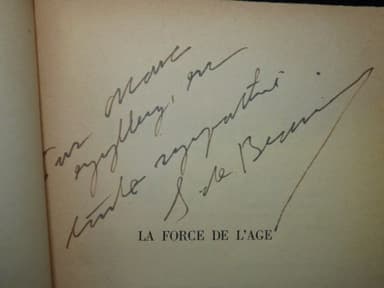 Pour Marc
en
toute sympathie
S. de Beauvoir
LA FORCE DE L'AGE